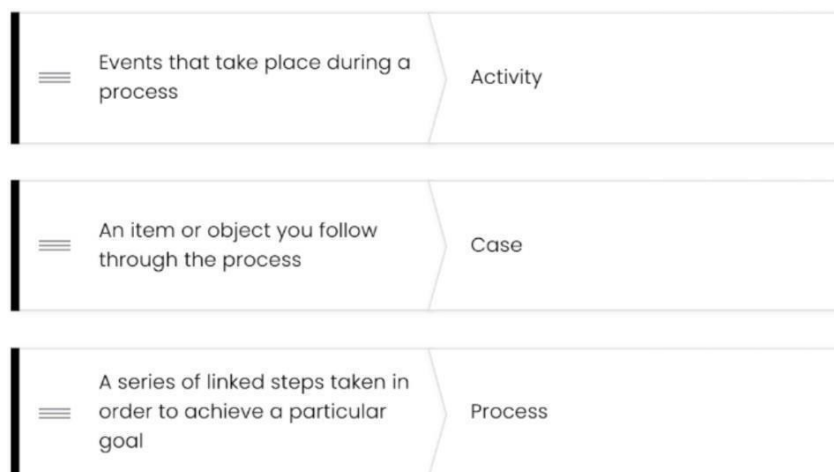 Events that take place during a
process
Activity
An item or object you follow
through the process
Case
A series of linked steps taken in
order to achieve a particular
goal
Process